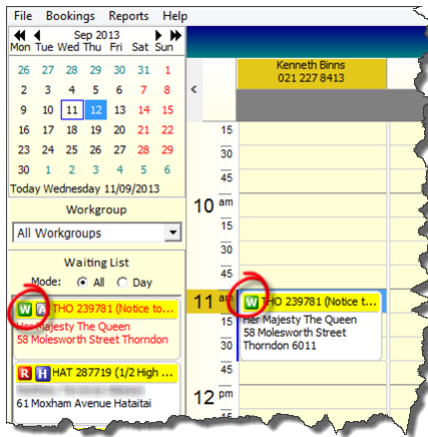 File Bookings Reports Help
Sep 2013
Mon Tue Wed Thu Fri Sat Sun
26 27 28 29 30 31 1
2 3 4 5 6 7 8
9 10 11 12 13 14 15
16 17 18 19 20 21 22
23 24 25 26 27 28 29
30 1 2 3 4 5 6
Today Wednesday 11/09/2013
Workgroup
All Workgroups
Waiting List
Mode: All Day
W A THO 239781 (Notice to...
Her Majesty The Queen
58 Molesworth Street Thorndon
R H HAT 287719 (1/2 High ...
61 Moxham Avenue Hataitai
<
Kenneth Binns
021 227 8413
15
30
45
10 am
15
30
45
11 am
W THO 239781 (Notice t...
Her Majesty The Queen
58 Molesworth Street
Thorndon 6011
15
30
45
12 pm